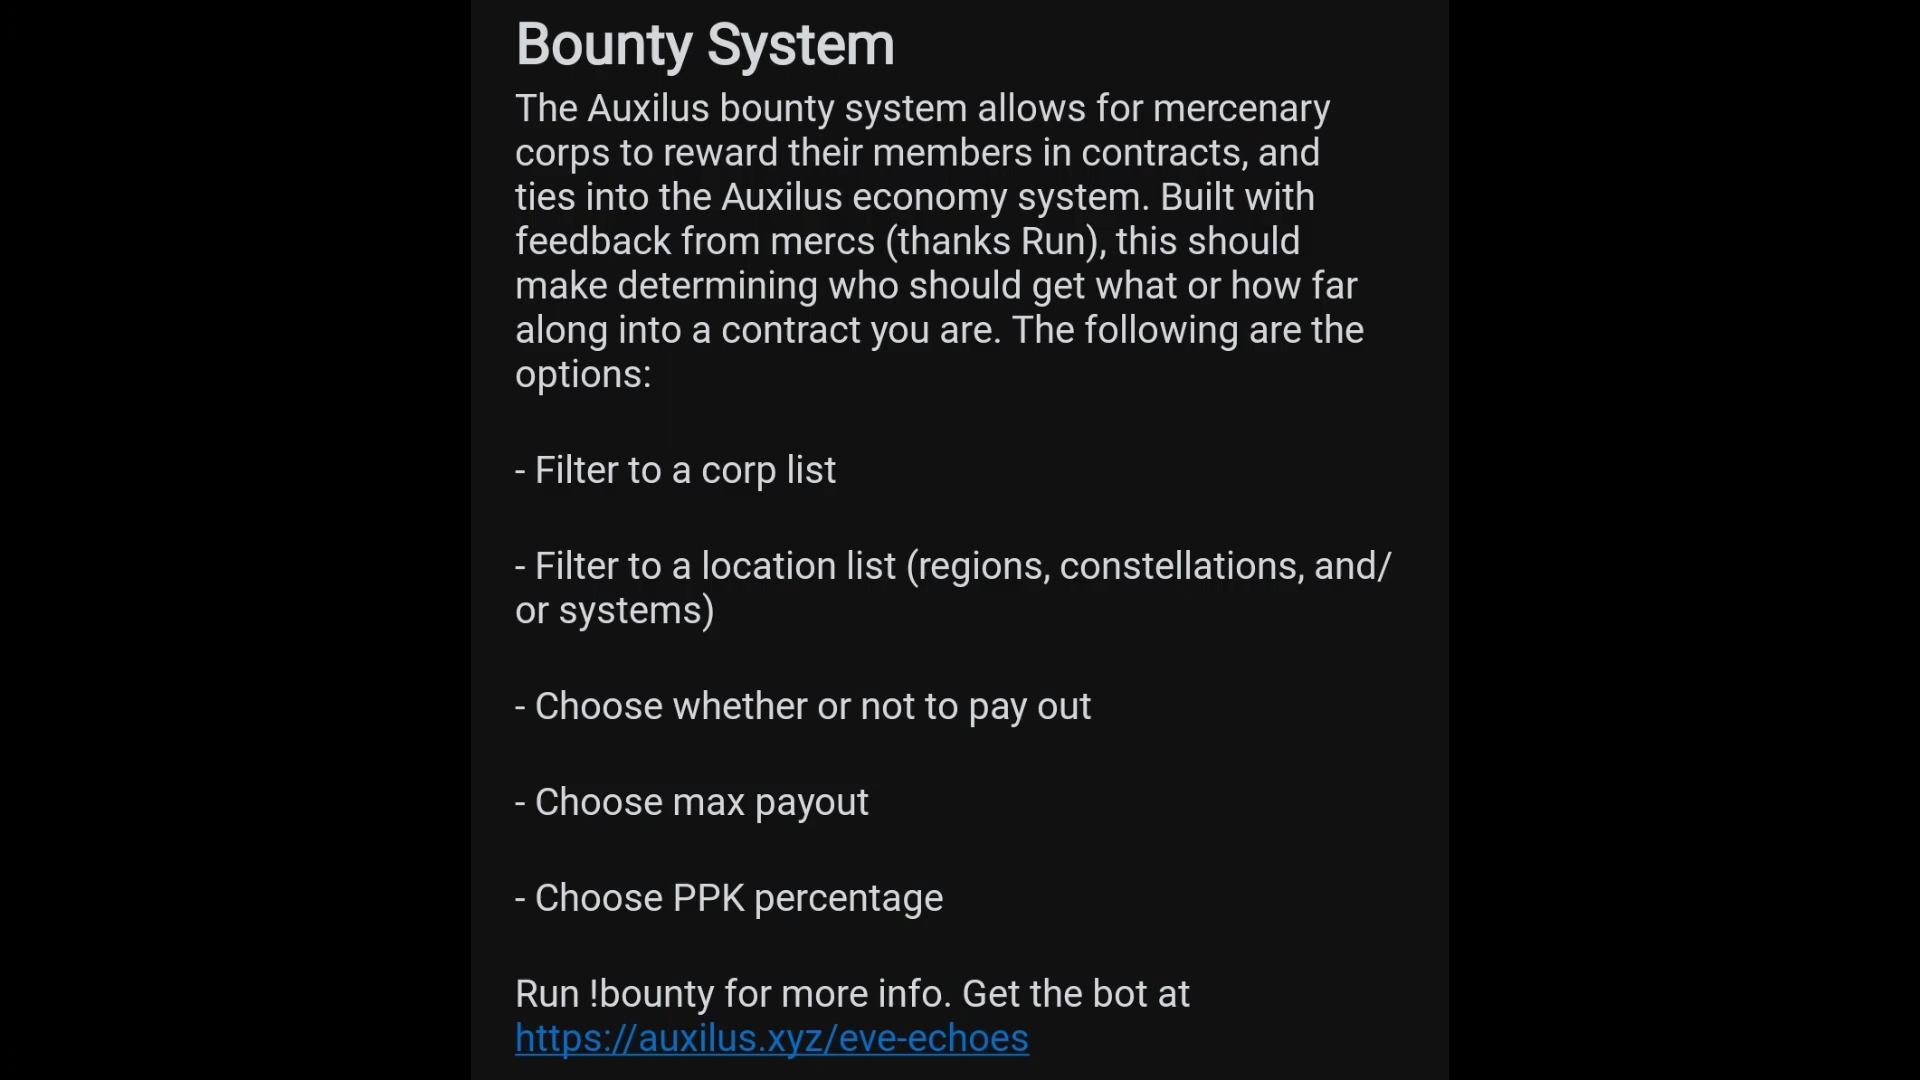 Bounty System
The Auxilus bounty system allows for mercenary
corps to reward their members in contracts, and
ties into the Auxilus economy system. Built with
feedback from mercs (thanks Run), this should
make determining who should get what or how far
along into a contract you are. The following are the
options:
- Filter to a corp list
- Filter to a location list (regions, constellations, and/
or systems)
- Choose whether or not to pay out
- Choose max payout
- Choose PPK percentage
Run !bounty for more info. Get the bot at
https://auxilus.xyz/eve-echoes